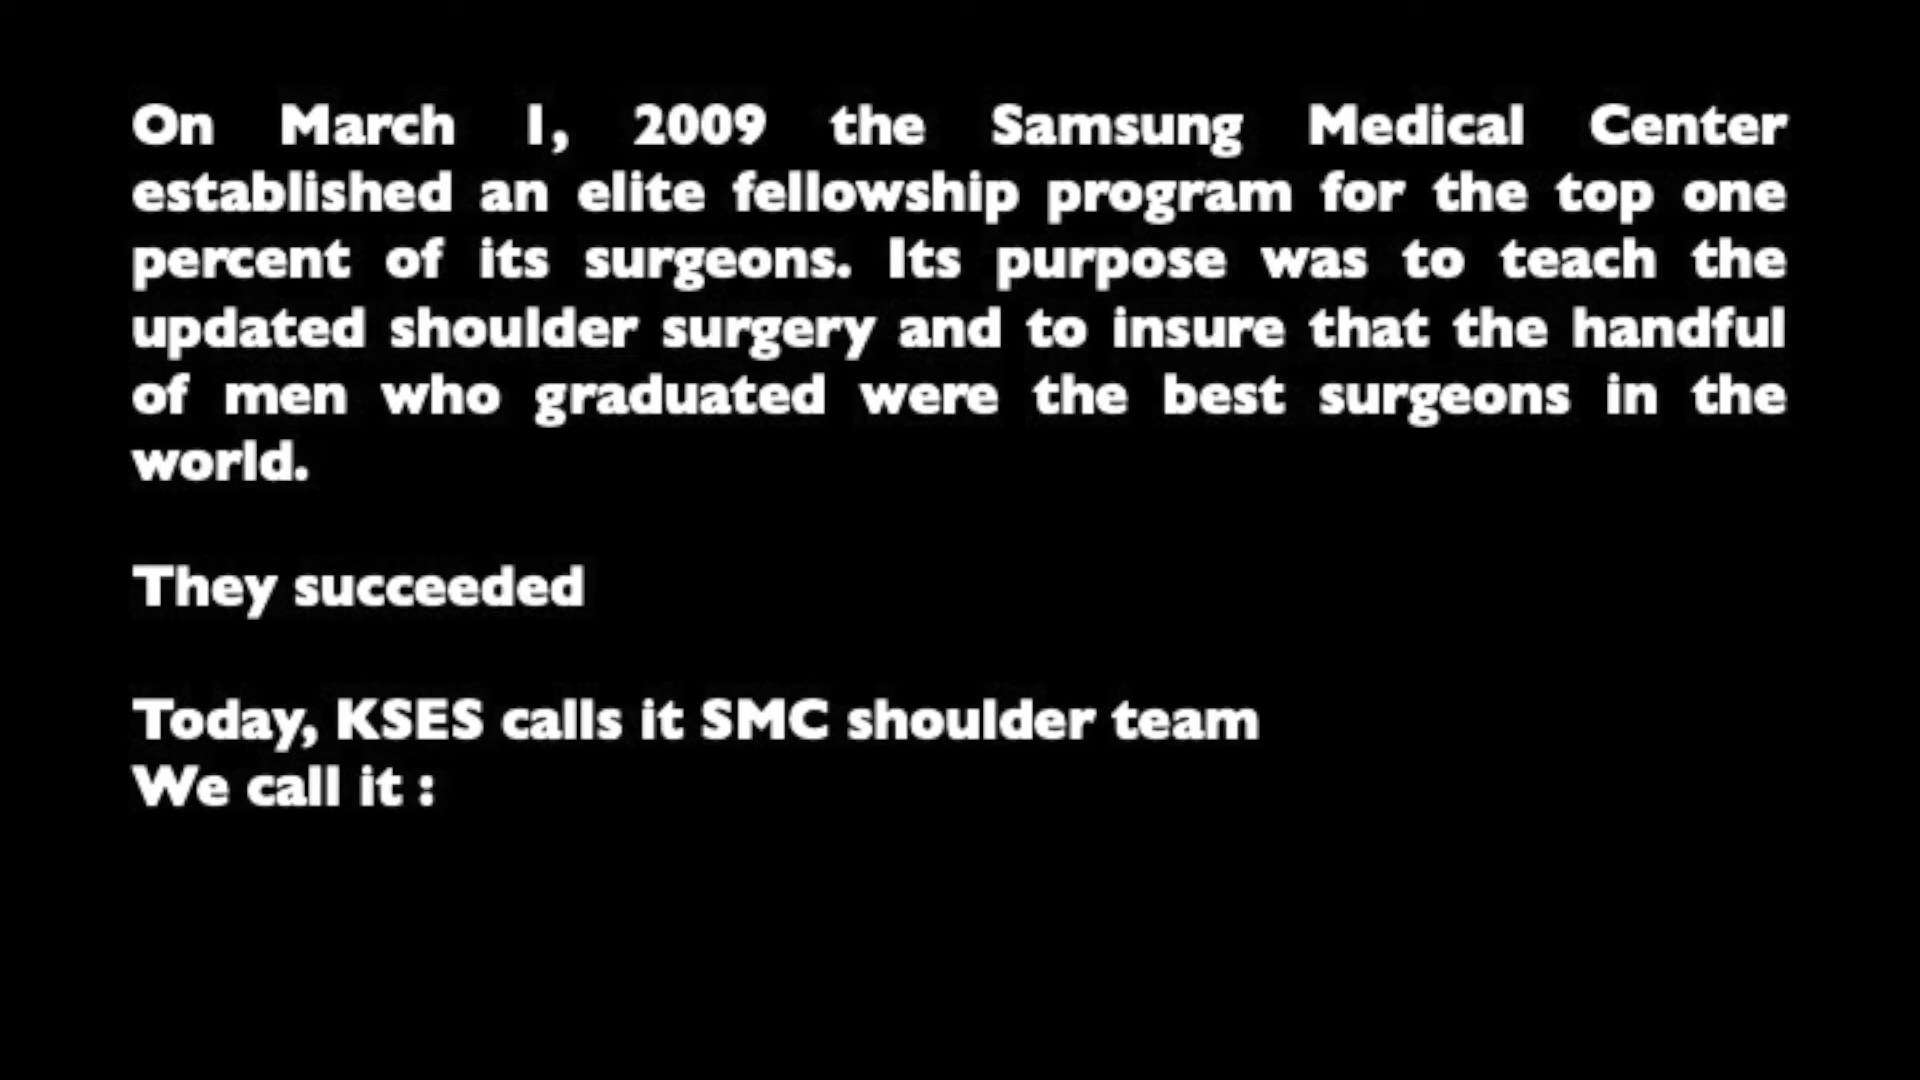 On March 1, 2009 the Samsung Medical Center
established an elite fellowship program for the top one
percent of its surgeons. Its purpose was to teach the
updated shoulder surgery and to insure that the handful
of men who graduated were the best surgeons in the
world.
They succeeded
Today, KSES calls it SMC shoulder team
We call it :